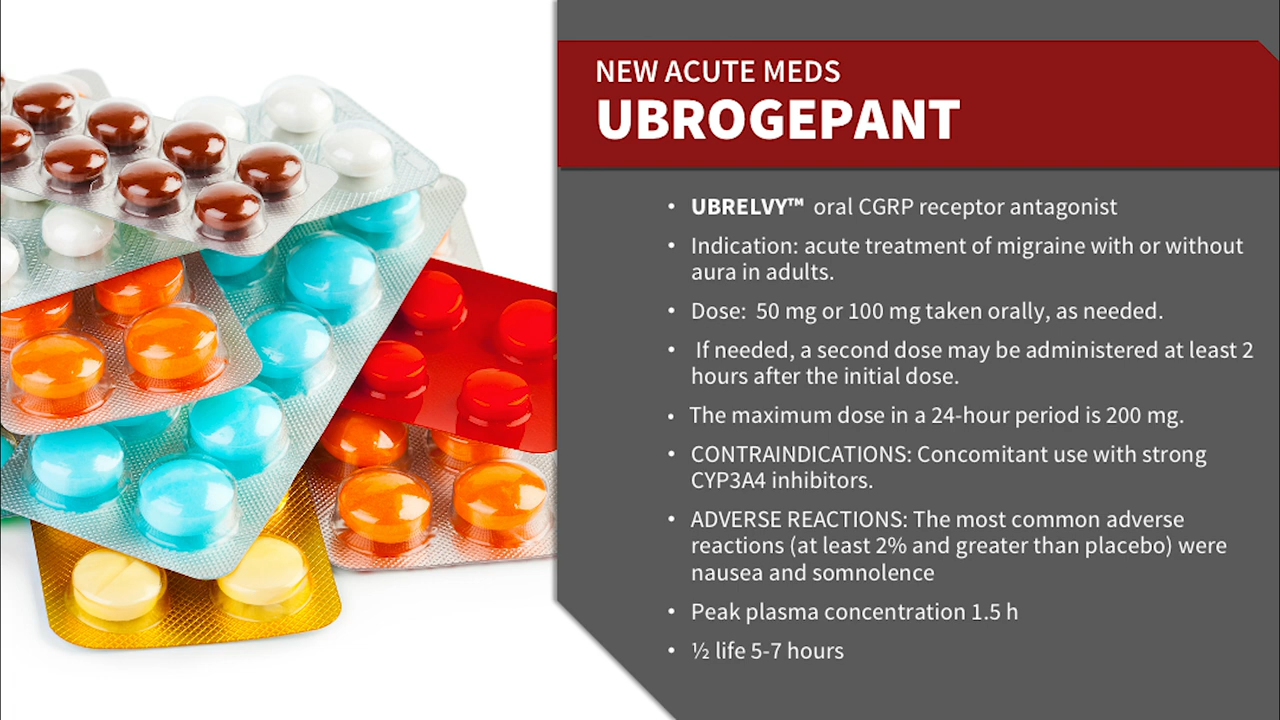 NEW ACUTE MEDS
UBROGEPANT
• UBRELVY™ oral CGRP receptor antagonist
• Indication: acute treatment of migraine with or without
aura in adults.
• Dose: 50 mg or 100 mg taken orally, as needed.
• If needed, a second dose may be administered at least 2
hours after the initial dose.
• The maximum dose in a 24-hour period is 200 mg.
• CONTRAINDICATIONS: Concomitant use with strong
CYP3A4 inhibitors.
• ADVERSE REACTIONS: The most common adverse
reactions (at least 2% and greater than placebo) were
nausea and somnolence
• Peak plasma concentration 1.5 h
• ½ life 5-7 hours